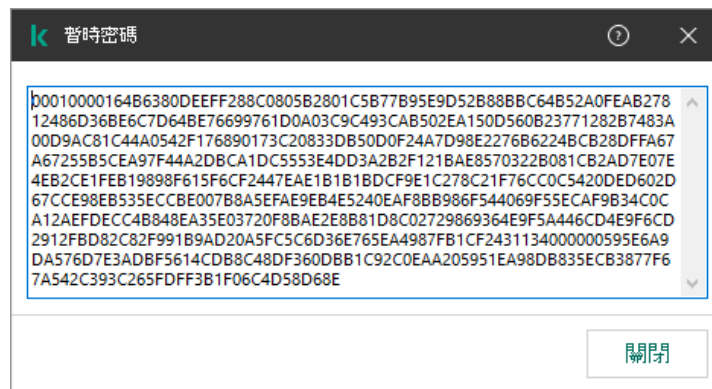 暫時密碼
00010000164B6380DEEFF288C0805B2801C5B77B95E9D52B88BBC64B52A0FEAB278
12486D36BE6C7D64BE76699761D0A03C9C493CAB502EA150D560B23771282B7483A
00D9AC81C44A0542F176890173C20833DB50D0F24A7D98E2276B6224BCB28DFFA67
A67255B5CEA97F44A2DBCA1DC5553E4DD3A2B2F121BAE8570322B081CB2AD7E07E
4EB2CE1FEB19898F615F6CF2447EAE1B1B1BDCF9E1C278C21F76CC0C5420DED602D
67CCE98EB535ECCBE007B8A5EFAE9EB4E5240EAF8BB986F544069F55ECAF9B34C0C
A12AEFDECC4B848EA35E03720F8BAE2E8B81D8C02729869364E9F5A446CD4E9F6CD
2912FBD82C82F991B9AD20A5FC5C6D36E765EA4987FB1CF2431134000000595E6A9
DA576D7E3ADBF5614CDB8C48DF360DBB1C92C0EAA205951EA98DB835ECB3877F6
7A542C393C265FDFF3B1F06C4D58D68E
關閉